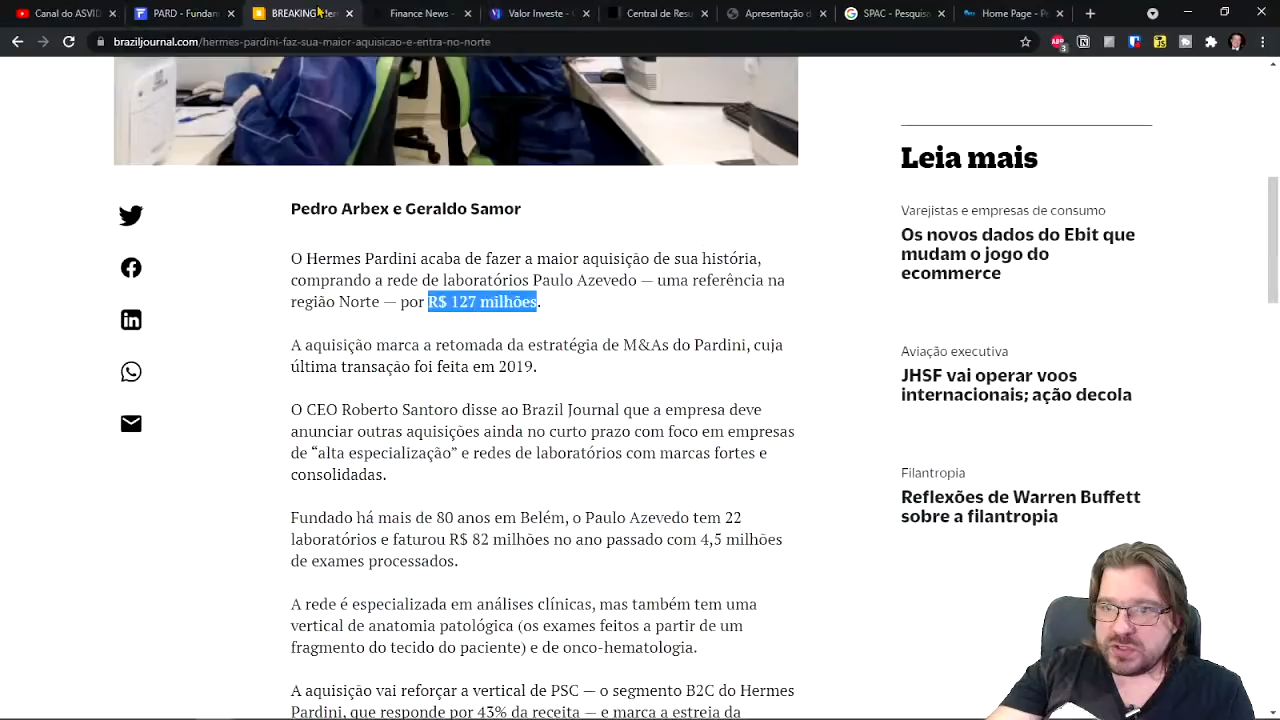 Canal do ASVID
PARD - Fundam
BREAKING
Finance News -
Valor Investe -
Central de Resu
Apresentação d
SPAC - Pesquisa
Home Page - P
braziljournal.com/hermes-pardini-faz-sua-maior-aquisicao-e-entra-no-norte
3
Pedro Arbex e Geraldo Samor
O Hermes Pardini acaba de fazer a maior aquisição de sua história,
comprando a rede de laboratórios Paulo Azevedo — uma referência na
região Norte — por R$ 127 milhões.
A aquisição marca a retomada da estratégia de M&As do Pardini, cuja
última transação foi feita em 2019.
O CEO Roberto Santoro disse ao Brazil Journal que a empresa deve
anunciar outras aquisições ainda no curto prazo com foco em empresas
de “alta especialização” e redes de laboratórios com marcas fortes e
consolidadas.
Fundado há mais de 80 anos em Belém, o Paulo Azevedo tem 22
laboratórios e faturou R$ 82 milhões no ano passado com 4,5 milhões
de exames processados.
A rede é especializada em análises clínicas, mas também tem uma
vertical de anatomia patológica (os exames feitos a partir de um
fragmento do tecido do paciente) e de onco-hematologia.
A aquisição vai reforçar a vertical de PSC — o segmento B2C do Hermes
Pardini, que responde por 43% da receita — e marca a estreia da
Leia mais
Varejistas e empresas de consumo
Os novos dados do Ebit que
mudam o jogo do
ecommerce
Aviação executiva
JHSF vai operar voos
internacionais; ação decola
Filantropia
Reflexões de Warren Buffett
sobre a filantropia